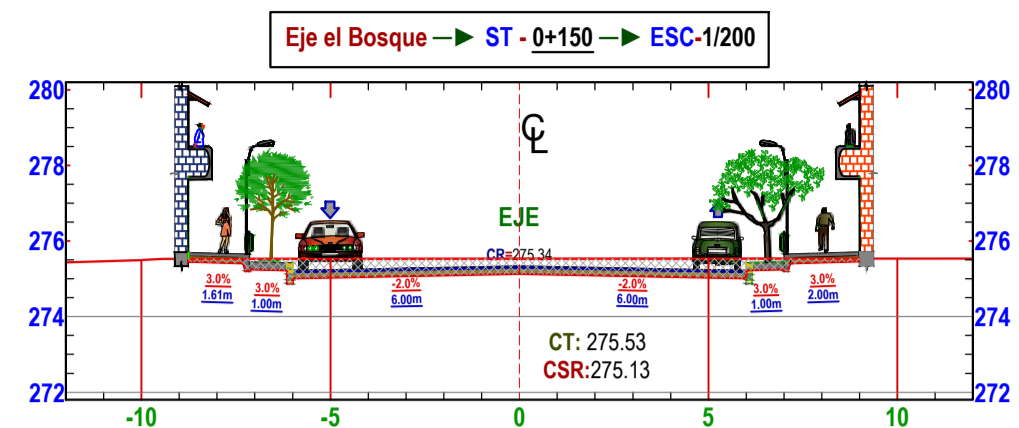 Eje el Bosque ST - 0+150 ESC-1/200
280 280
278 278
276 276
274 274
272 272
CL
EJE
CR=275.34
3.0% 3.0% -2.0% -2.0% 3.0% 3.0%
1.61m 1.00m 6.00m 6.00m 1.00m 2.00m
CT: 275.53
CSR:275.13
-10 -5 0 5 10